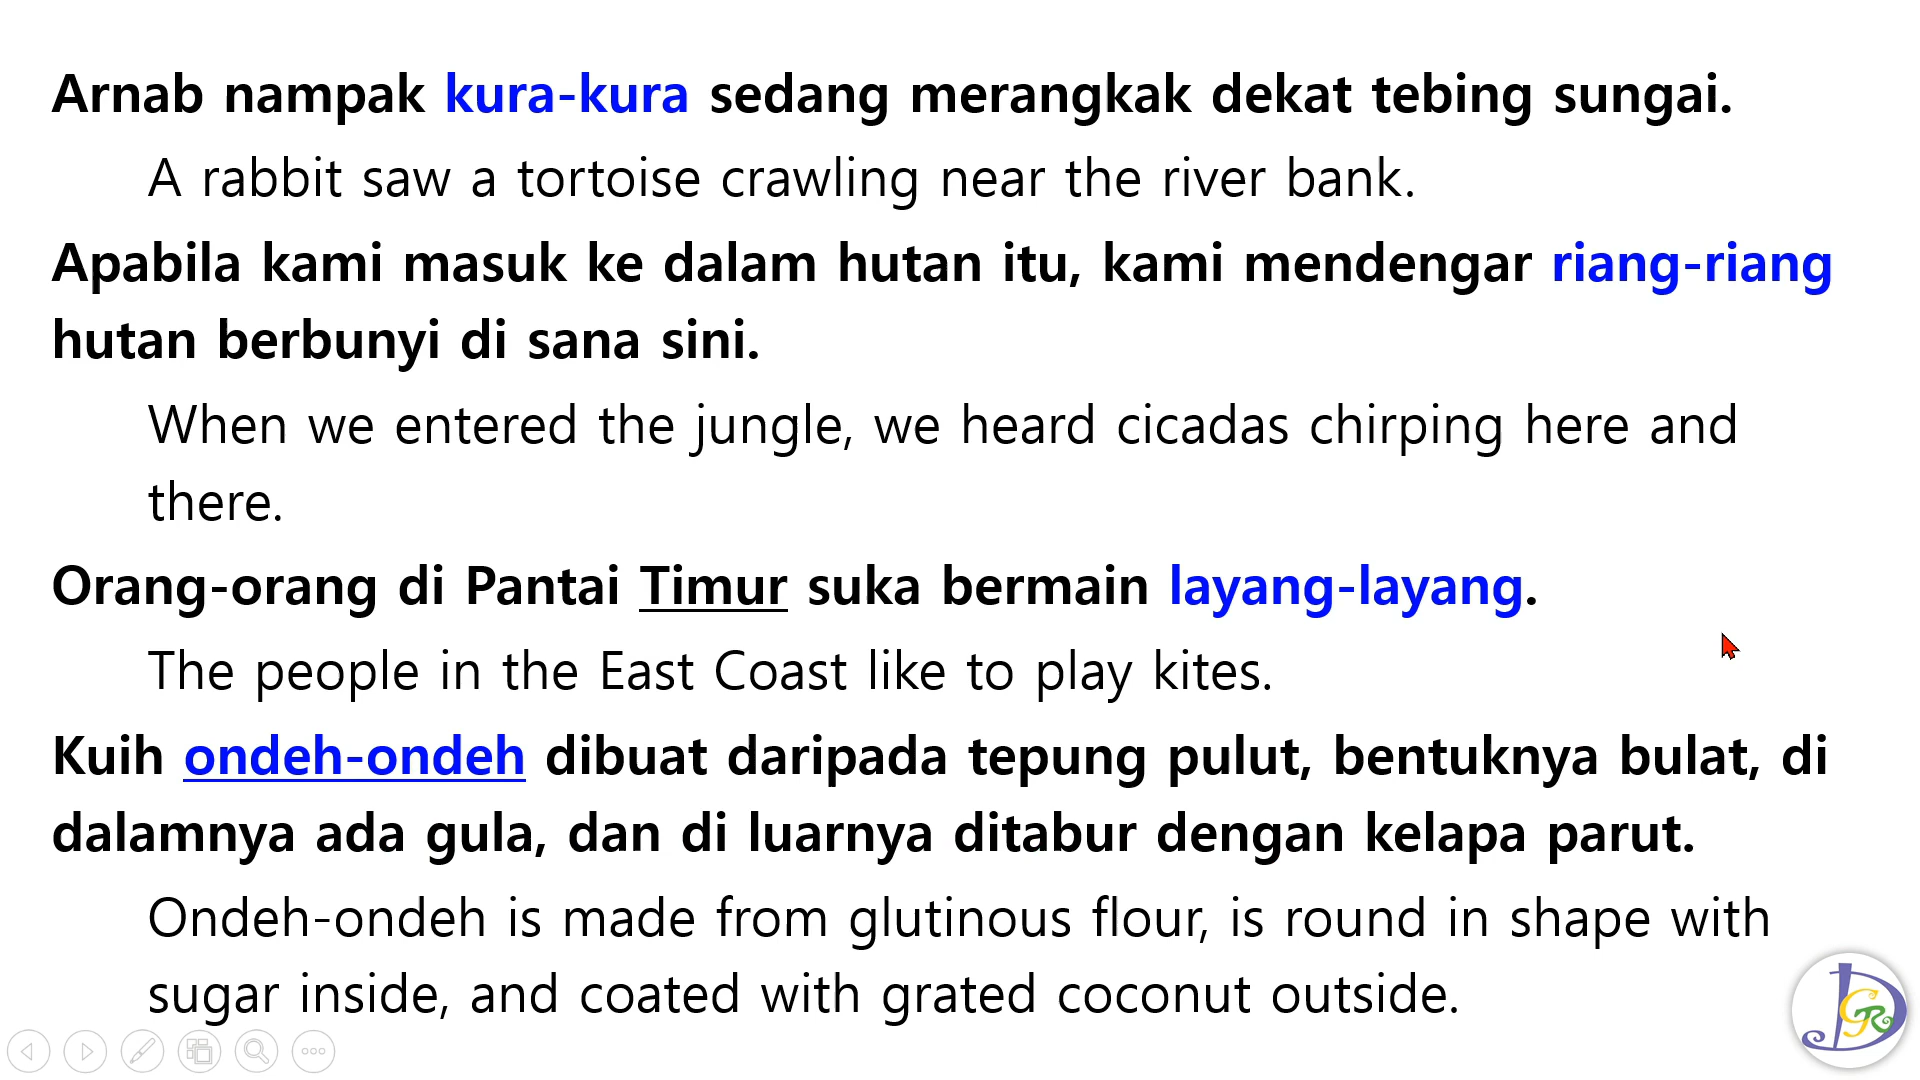 Arnab nampak kura-kura sedang merangkak dekat tebing sungai.
A rabbit saw a tortoise crawling near the river bank.
Apabila kami masuk ke dalam hutan itu, kami mendengar riang-riang
hutan berbunyi di sana sini.
When we entered the jungle, we heard cicadas chirping here and
there.
Orang-orang di Pantai Timur suka bermain layang-layang.
The people in the East Coast like to play kites.
Kuih ondeh-ondeh dibuat daripada tepung pulut, bentuknya bulat, di
dalamnya ada gula, dan di luarnya ditabur dengan kelapa parut.
Ondeh-ondeh is made from glutinous flour, is round in shape with
sugar inside, and coated with grated coconut outside.